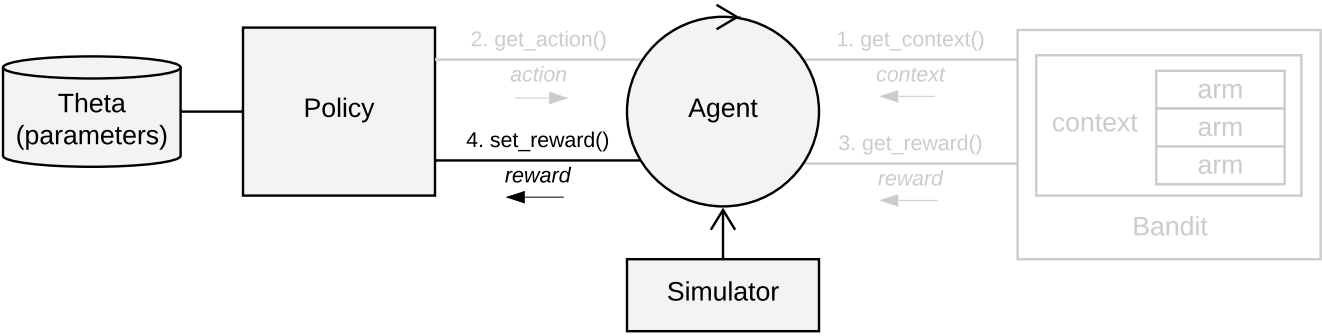 Theta
(parameters)
Policy
2. get_action()
action
4. set_reward()
reward
Agent
Simulator
1. get_context()
context
3. get_reward()
reward
context
arm
arm
arm
Bandit